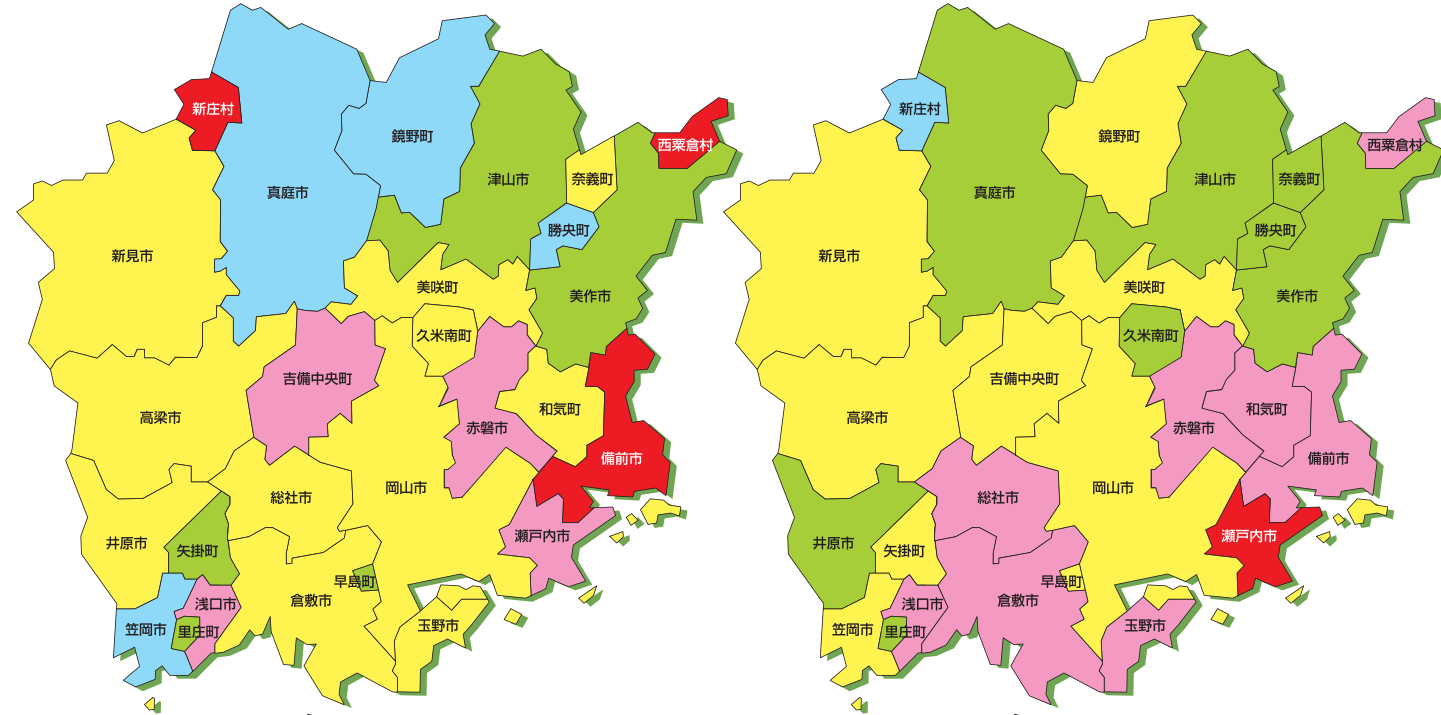 新庄村
鏡野町
西粟倉村
真庭市
津山市
奈義町
勝央町
新見市
美咲町
美作市
久米南町
吉備中央町
高梁市
和気町
赤磐市
備前市
岡山市
総社市
瀬戸内市
井原市
矢掛町
早島町
倉敷市
浅口市
笠岡市
里庄町
玉野市
新庄村
鏡野町
西粟倉村
真庭市
津山市
奈義町
勝央町
新見市
美咲町
美作市
久米南町
吉備中央町
高梁市
和気町
赤磐市
備前市
岡山市
総社市
瀬戸内市
井原市
矢掛町
早島町
倉敷市
浅口市
笠岡市
里庄町
玉野市